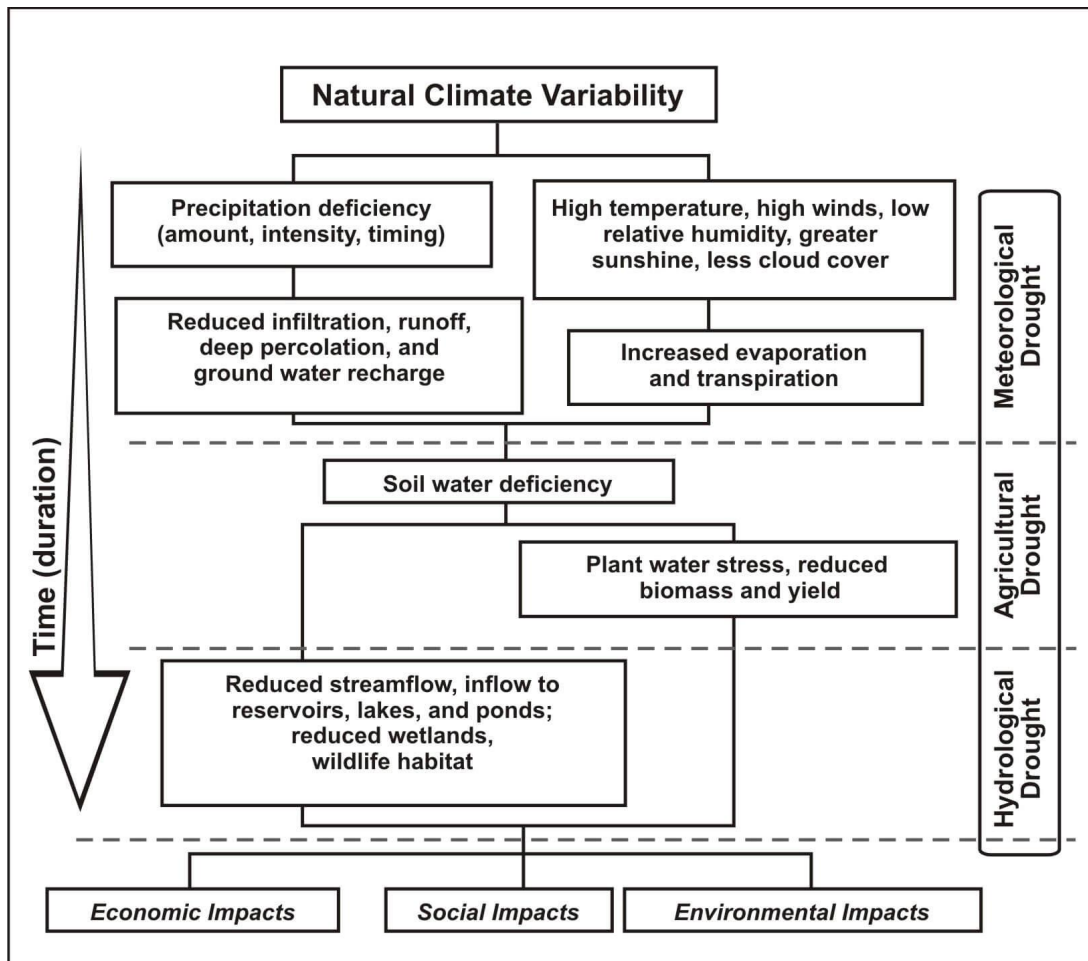 Natural Climate Variability
Precipitation deficiency
(amount, intensity, timing)
High temperature, high winds, low
relative humidity, greater
sunshine, less cloud cover
Reduced infiltration, runoff,
deep percolation, and
ground water recharge
Increased evaporation
and transpiration
Meteorological
Drought
Soil water deficiency
Plant water stress, reduced
biomass and yield
Agricultural
Drought
Time (duration)
Reduced streamflow, inflow to
reservoirs, lakes, and ponds;
reduced wetlands,
wildlife habitat
Hydrological
Drought
Economic Impacts
Social Impacts
Environmental Impacts